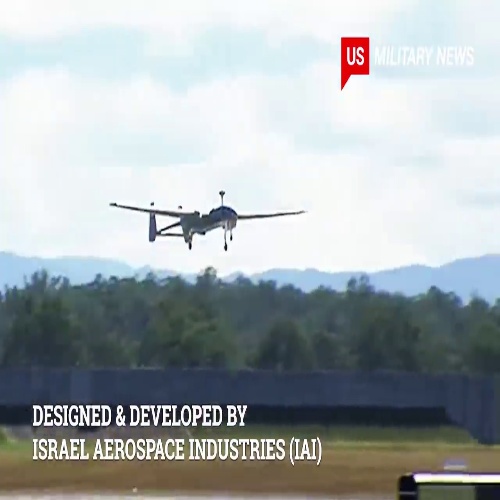 US MILITARY NEWS
DESIGNED & DEVELOPED BY
ISRAEL AEROSPACE INDUSTRIES (IAI)